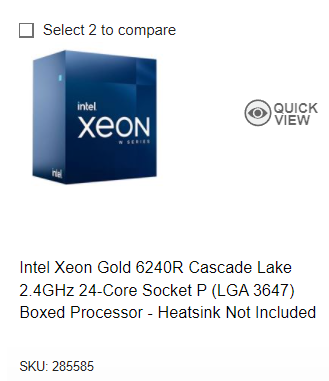 Select 2 to compare
intel
xeon
W SERIES
intel
QUICK
VIEW
Intel Xeon Gold 6240R Cascade Lake
2.4GHz 24-Core Socket P (LGA 3647)
Boxed Processor - Heatsink Not Included
SKU: 285585